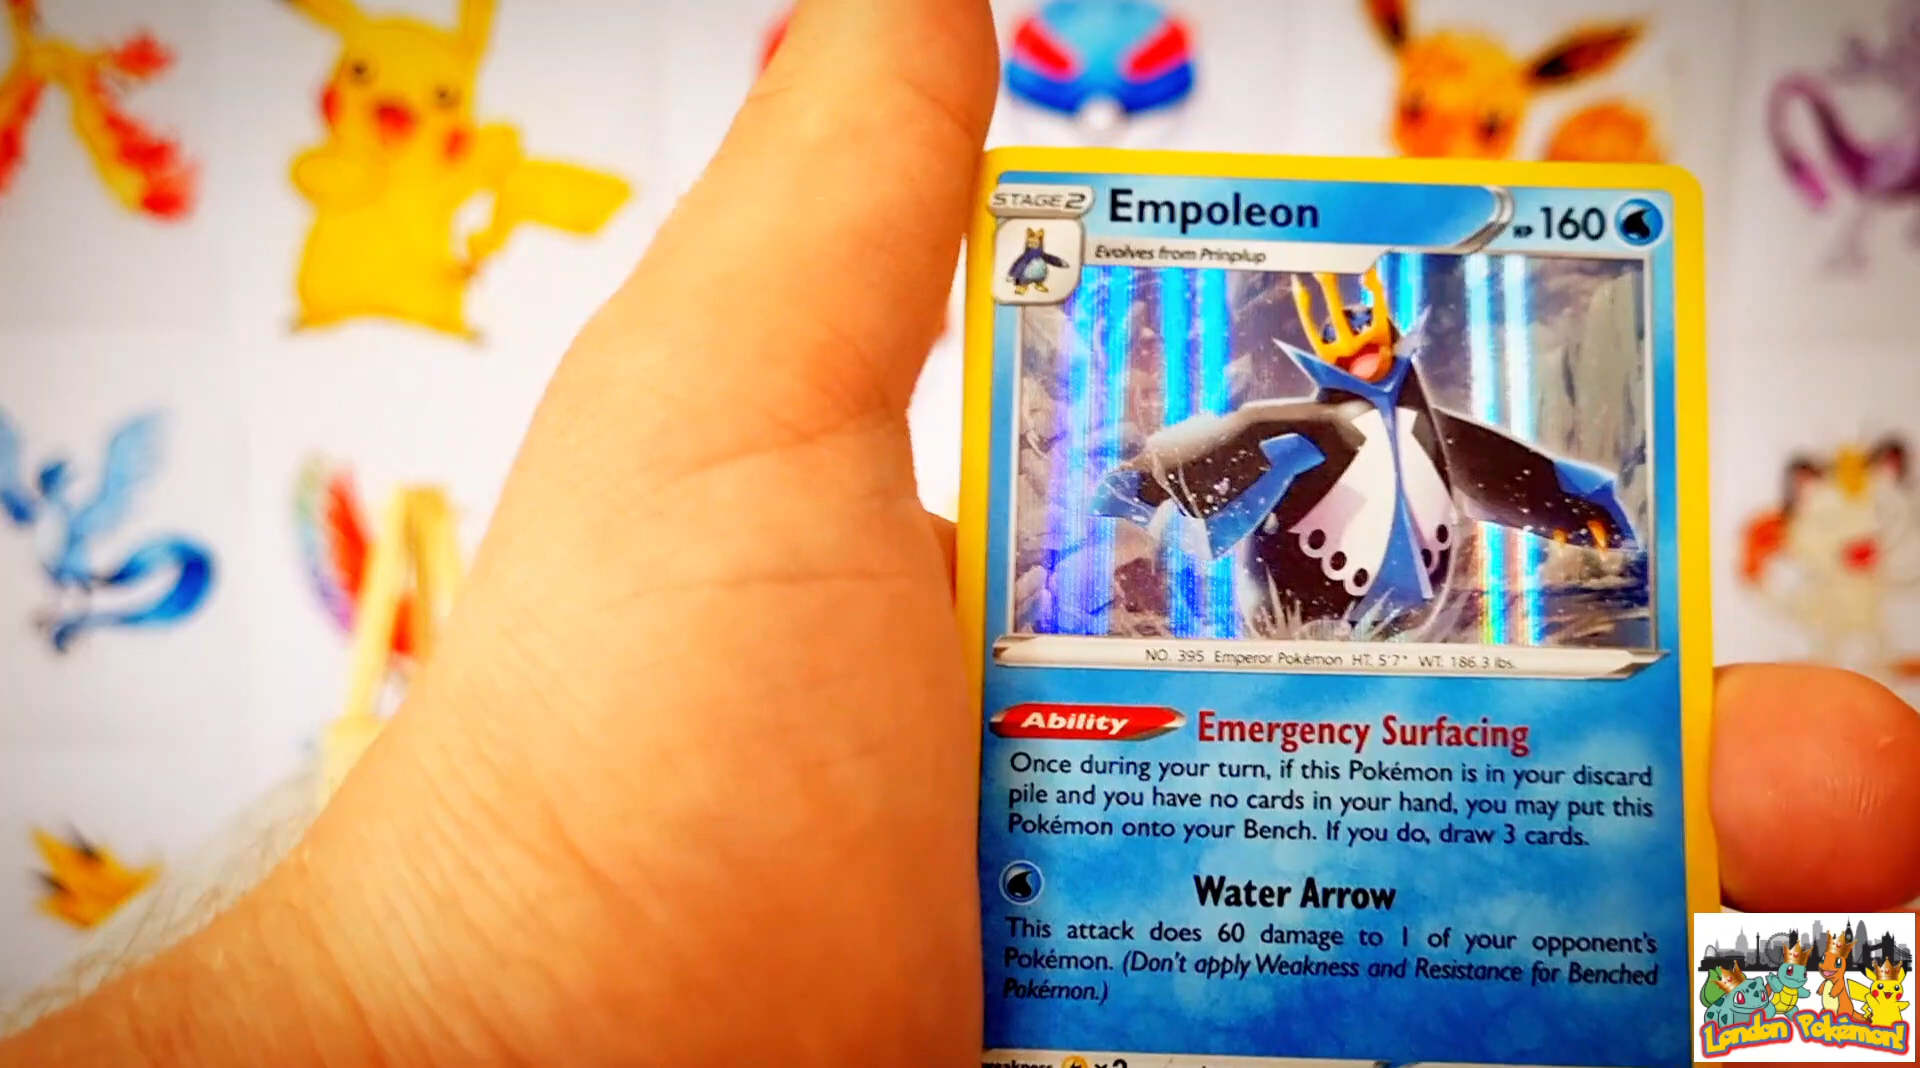 STAGE 2
Empoleon
HP 160
Evolves from Prinplup
NO. 395 Emperor Pokémon HT: 5'7" WT: 186.3 lbs.
Ability Emergency Surfacing
Once during your turn, if this Pokémon is in your discard
pile and you have no cards in your hand, you may put this
Pokémon onto your Bench. If you do, draw 3 cards.
Water Arrow
This attack does 60 damage to 1 of your opponent's
Pokémon. (Don't apply Weakness and Resistance for Benched
Pokémon.)
weakness ×2
London Pokémon!